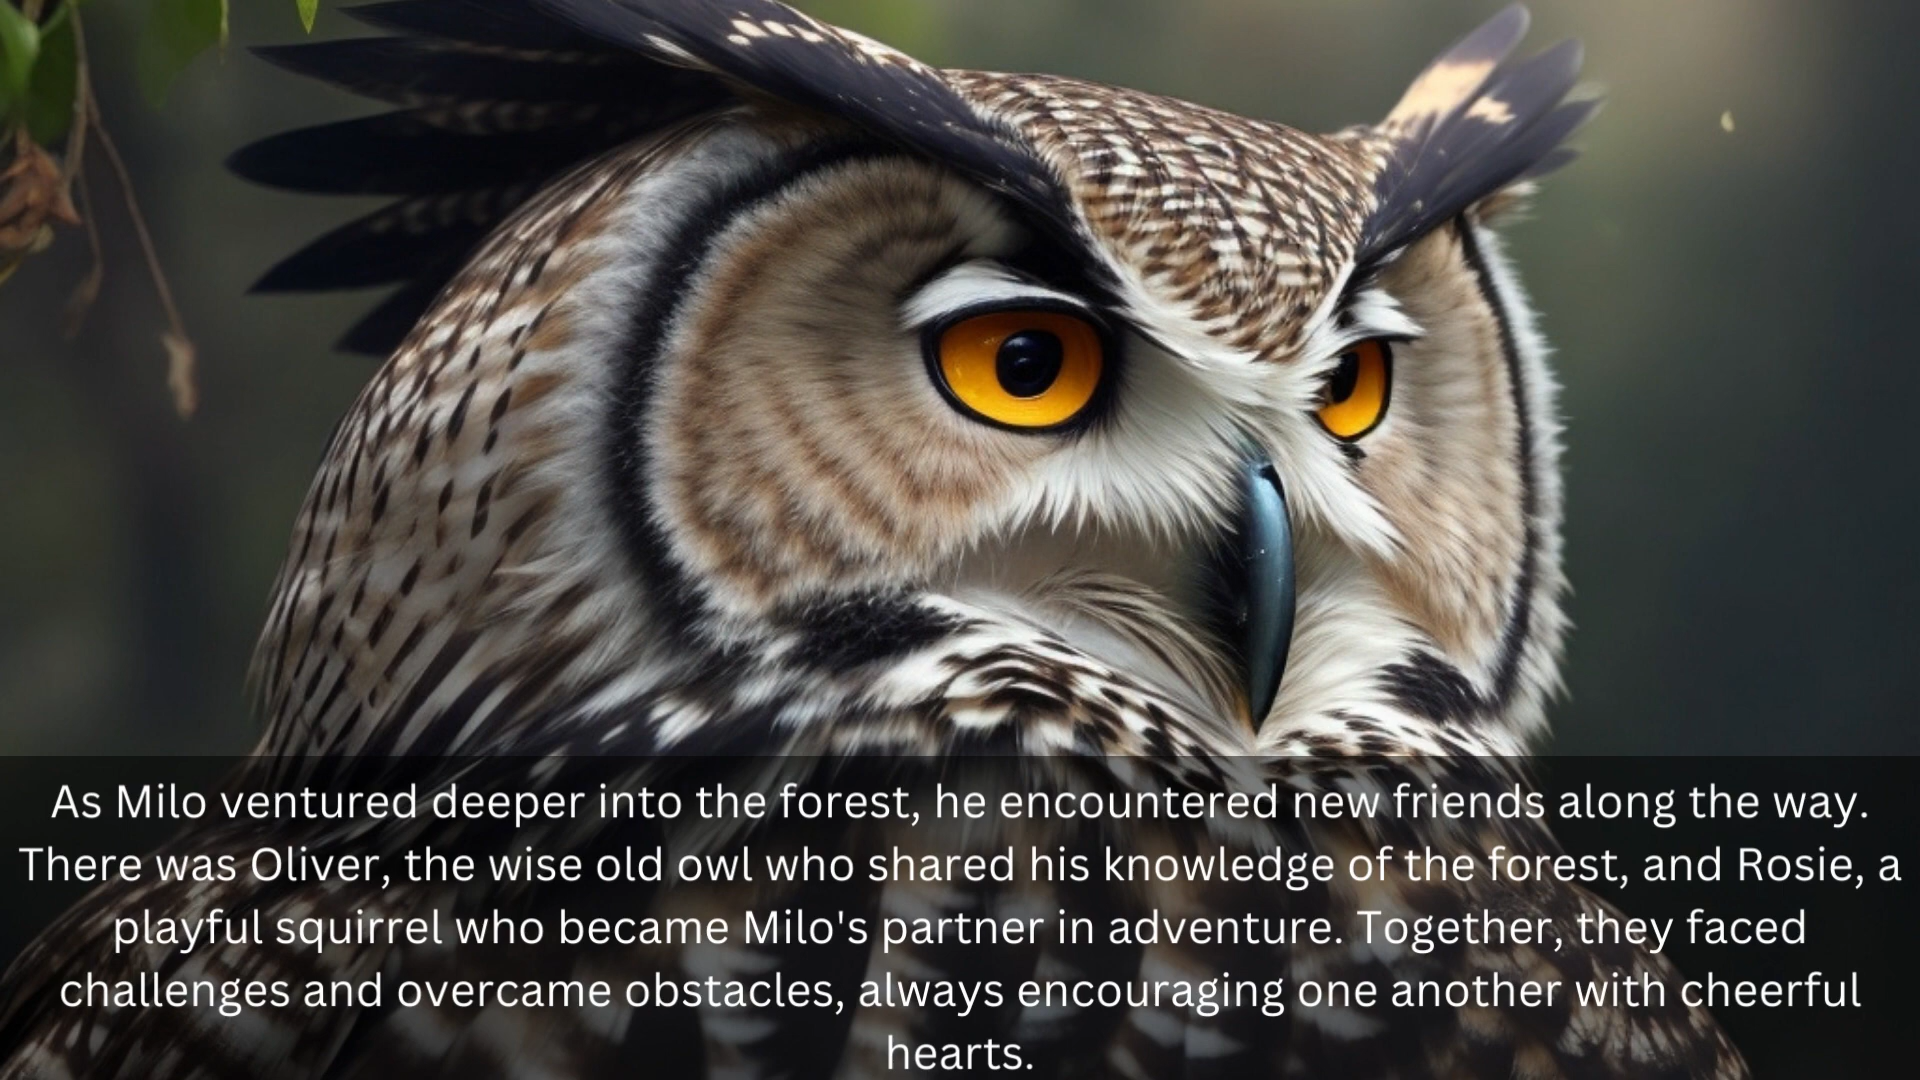 As Milo ventured deeper into the forest, he encountered new friends along the way.
There was Oliver, the wise old owl who shared his knowledge of the forest, and Rosie, a
playful squirrel who became Milo's partner in adventure. Together, they faced
challenges and overcame obstacles, always encouraging one another with cheerful
hearts.